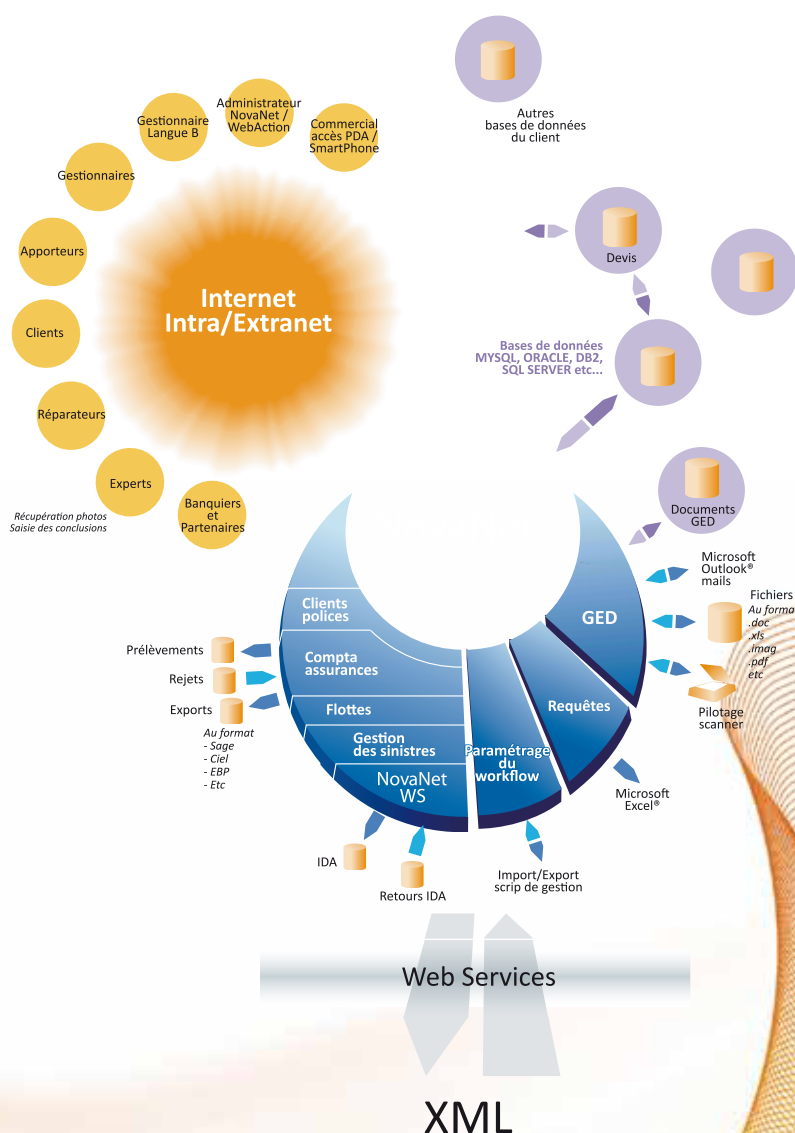 Autres
bases de données
du client
Administrateur
NovaNet /
WebAction
Gestionnaire
Langue B
Commercial
accès PDA /
SmartPhone
Gestionnaires
Apporteurs
Devis
Internet
Intra/Extranet
Clients
Bases de données
MYSQL, ORACLE, DB2,
SQL SERVER etc...
Réparateurs
Experts
Récupération photos
Saisie des conclusions
Banquiers
et
Partenaires
Documents
GED
Microsoft
Outlook®
mails
Fichiers
Au forma
.doc
.xls
.imag
.pdf
etc
Clients
polices
GED
Prélèvements
Compta
assurances
Rejets
Exports
Au format
- Sage
- Ciel
- EBP
- Etc
Flottes
Requêtes
Pilotage
scanner
Gestion
des sinistres
Paramétrage
du
workflow
NovaNet
WS
Microsoft
Excel®
IDA
Retours IDA
Import/Export
scrip de gestion
Web Services
XML